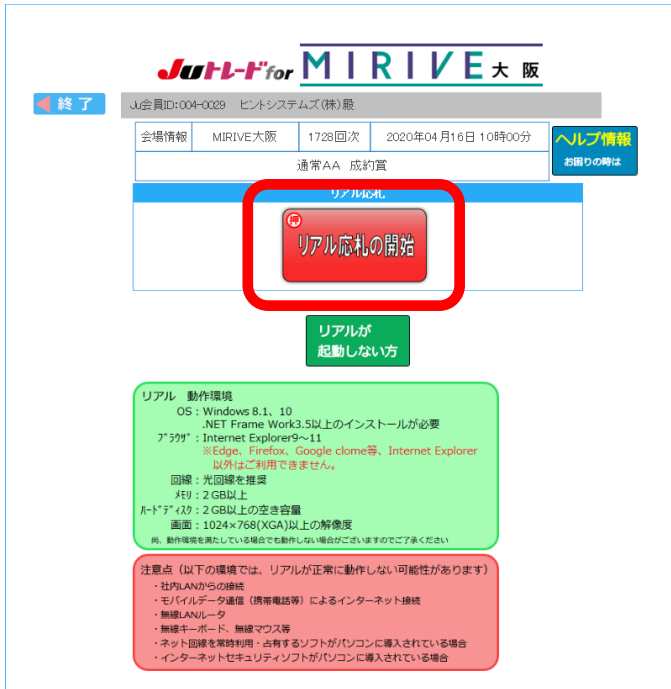 JUトレードfor MIRIVE大阪
終了
Ju会員ID:004-0029　ヒントシステムズ(株)殿
会場情報　MIRIVE大阪　1728回次　2020年04月16日 10時00分
ヘルプ情報
お困りの時は
通常AA　成約賞
リアル応札
押
リアル応札の開始
リアルが
起動しない方
リアル　動作環境
OS：Windows 8.1、10
.NET Frame Work3.5以上のインストールが必要
ﾌﾞﾗｳｻﾞ：Internet Explorer9～11
※Edge、Firefox、Google clome等、Internet Explorer
以外はご利用できません。
回線：光回線を推奨
ﾒﾓﾘ：2 GB以上
ﾊｰﾄﾞﾃﾞｨｽｸ：2 GB以上の空き容量
画面：1024×768(XGA)以上の解像度
尚、動作環境を満たしている場合でも動作しない場合がございますのでご了承ください
注意点（以下の環境では、リアルが正常に動作しない可能性があります）
・社内LANからの接続
・モバイルデータ通信（携帯電話等）によるインターネット接続
・無線LANルータ
・無線キーボード、無線マウス等
・ネット回線を常時利用・占有するソフトがパソコンに導入されている場合
・インターネットセキュリティソフトがパソコンに導入されている場合